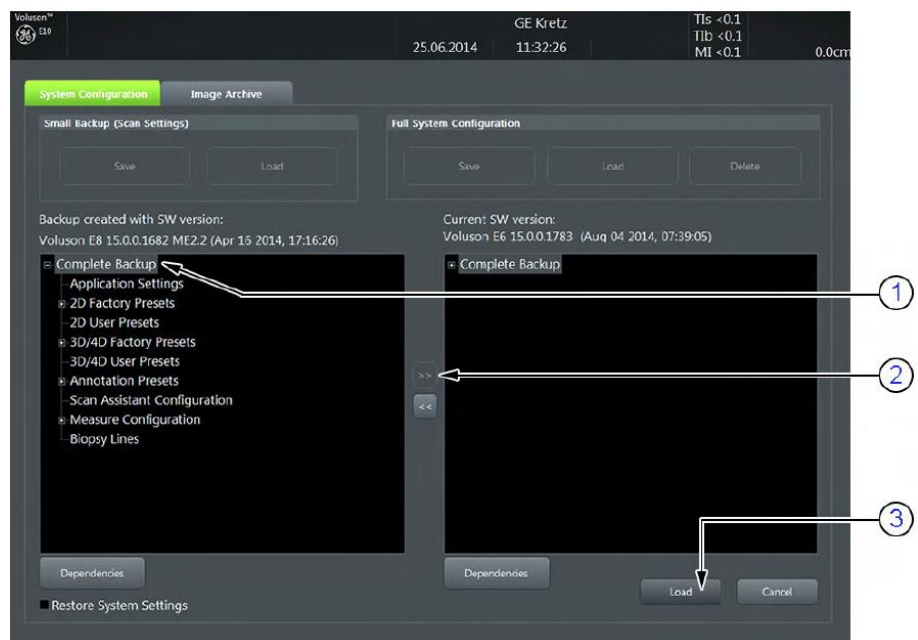 Voluson™
E10
GE Kretz
25.06.2014 11:32:26
TIs <0.1
TIb <0.1
MI <0.1
0.0cm
System Configuration Image Archive
Small Backup (Scan Settings)
Full System Configuration
Save Load
Save Load Delete
Backup created with SW version:
Voluson E8 15.0.0.1682 ME2.2 (Apr 16 2014, 17:16:26)
Current SW version:
Voluson E6 15.0.0.1783 (Aug 04 2014, 07:39:05)
Complete Backup
Application Settings
2D Factory Presets
2D User Presets
3D/4D Factory Presets
3D/4D User Presets
Annotation Presets
Scan Assistant Configuration
Measure Configuration
Biopsy Lines
>>
<<
Complete Backup
1
2
3
Dependencies
Dependencies
Load Cancel
Restore System Settings